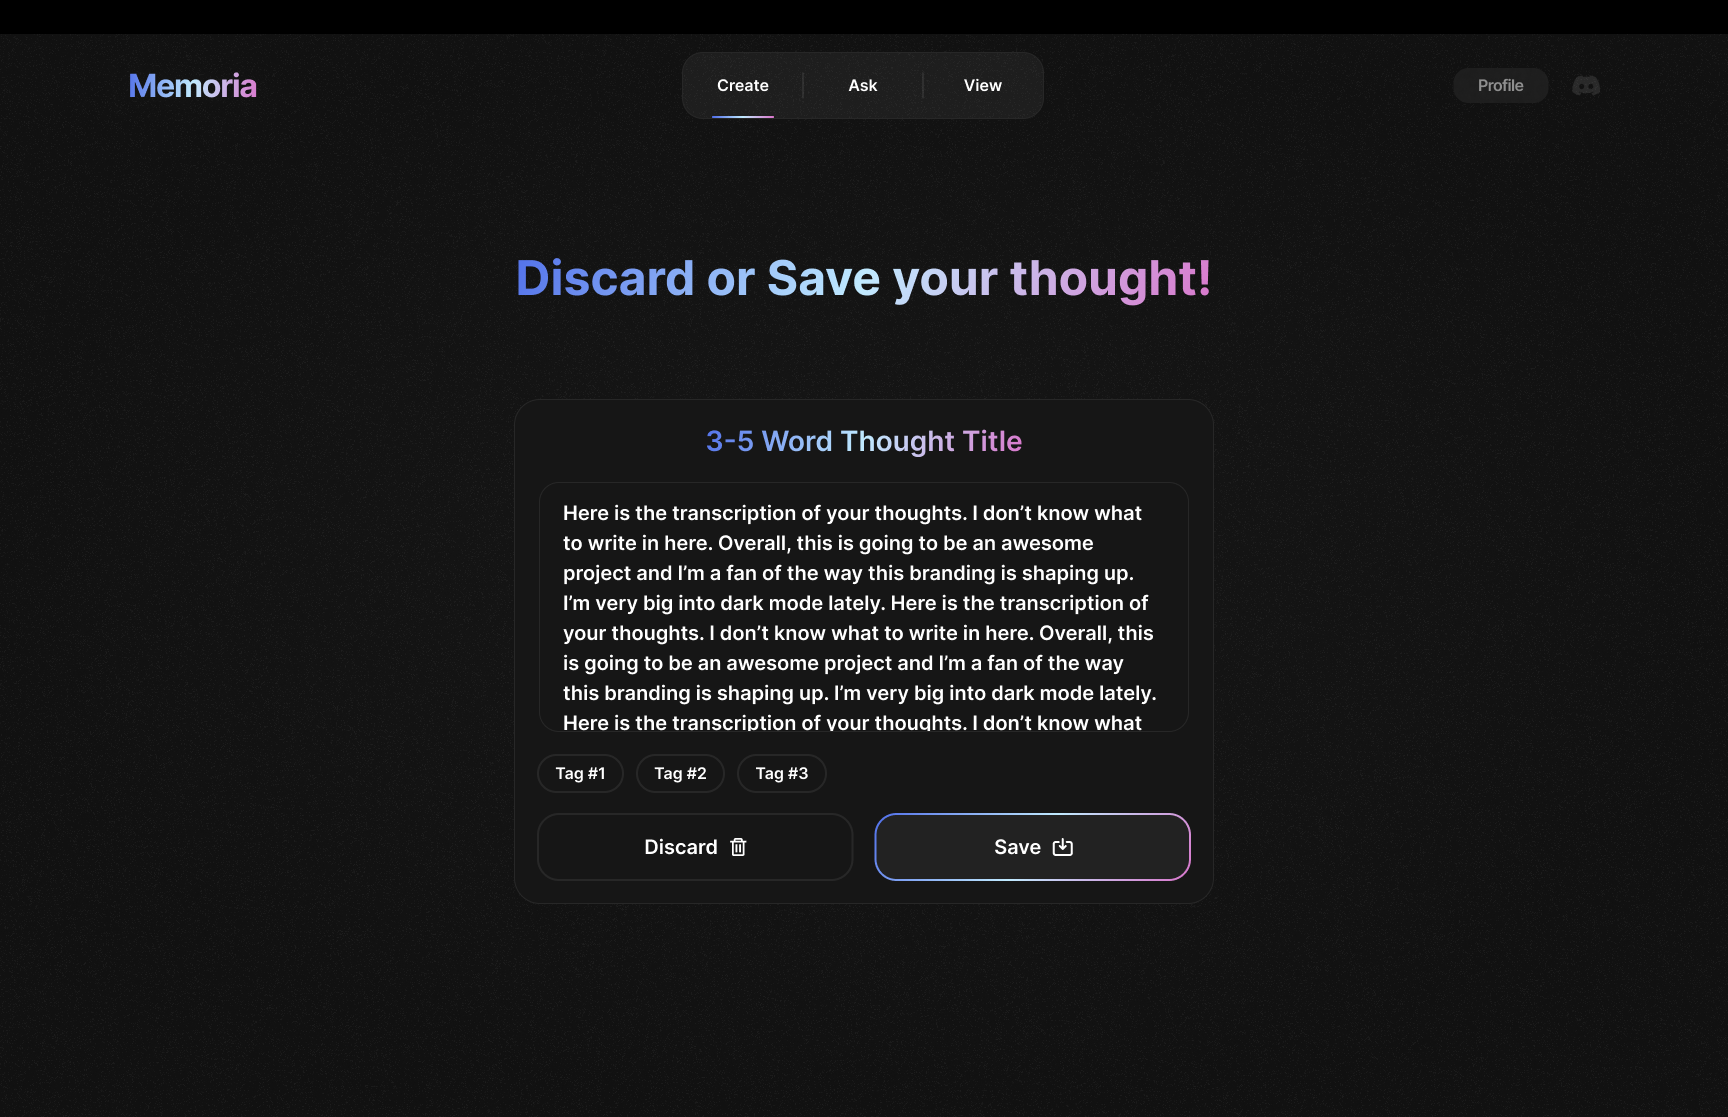 Memoria
Create
Ask
View
Profile
Discard or Save your thought!
3-5 Word Thought Title
Here is the transcription of your thoughts. I don’t know what
to write in here. Overall, this is going to be an awesome
project and I’m a fan of the way this branding is shaping up.
I’m very big into dark mode lately. Here is the transcription of
your thoughts. I don’t know what to write in here. Overall, this
is going to be an awesome project and I’m a fan of the way
this branding is shaping up. I’m very big into dark mode lately.
Here is the transcription of your thoughts. I don’t know what
Tag #1
Tag #2
Tag #3
Discard
Save